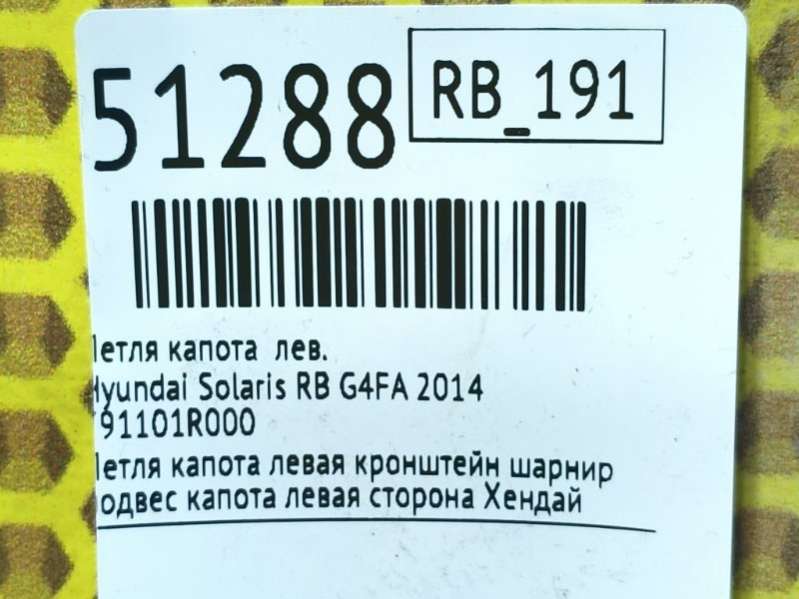 51288
RB_191
етля капота лев.
yundai Solaris RB G4FA 2014
91101R000
етля капота левая кронштейн шарнир
одвес капота левая сторона Хендай